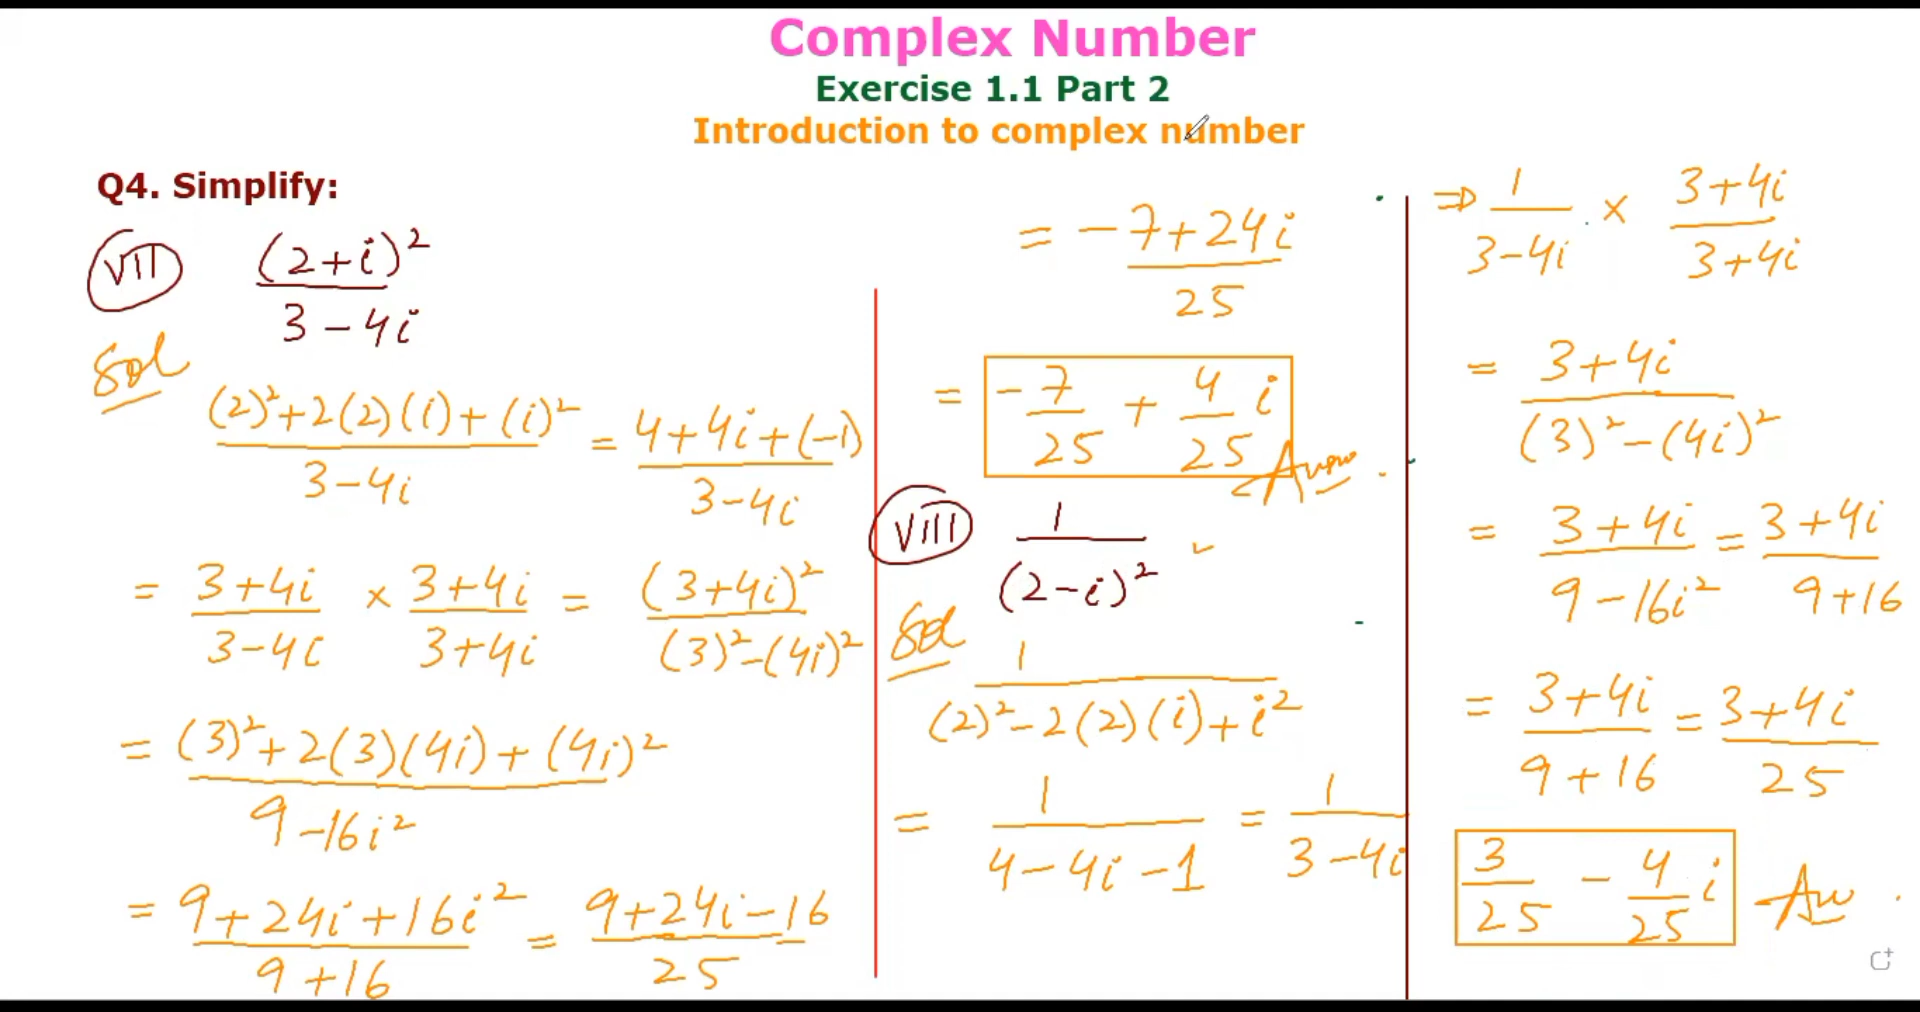 Complex Number
Exercise 1.1 Part 2
Introduction to complex number
Q4. Simplify:
VII (2+i)² / 3-4i
Sol
(2)²+2(2)(i)+(i)² / 3-4i = 4+4i+(-1) / 3-4i
= 3+4i / 3-4i × 3+4i / 3+4i = (3+4i)² / (3)²-(4i)²
= (3)²+2(3)(4i)+(4i)² / 9-16i²
= 9+24i+16i² / 9+16 = 9+24i-16 / 25
= -7+24i / 25
= -7/25 + 4/25 i
VIII 1 / (2-i)²
Sol
1 / (2)²-2(2)(i)+i²
= 1 / 4-4i-1 = 1 / 3-4i
⇒ 1 / 3-4i × 3+4i / 3+4i
= 3+4i / (3)²-(4i)²
= 3+4i / 9-16i² = 3+4i / 9+16
= 3+4i / 9+16 = 3+4i / 25
3/25 - 4/25 i